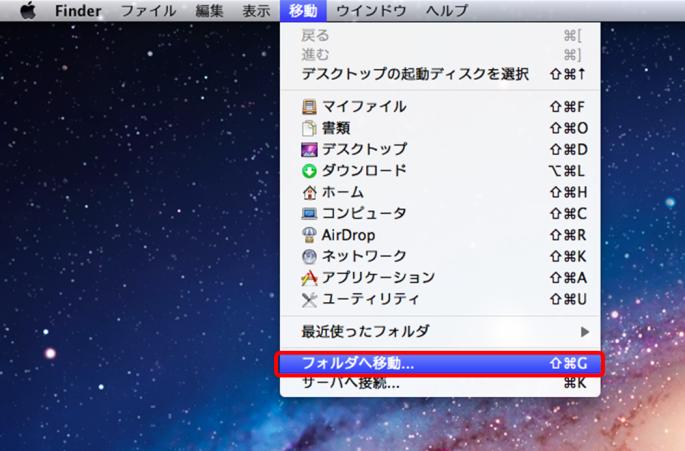 Finder ファイル 編集 表示 移動 ウインドウ ヘルプ
戻る ⌘[
進む ⌘]
デスクトップの起動ディスクを選択 ⇧⌘↑
マイファイル ⇧⌘F
書類 ⇧⌘O
デスクトップ ⇧⌘D
ダウンロード ⌥⌘L
ホーム ⇧⌘H
コンピュータ ⇧⌘C
AirDrop ⇧⌘R
ネットワーク ⇧⌘K
アプリケーション ⇧⌘A
ユーティリティ ⇧⌘U
最近使ったフォルダ ▶
フォルダへ移動... ⇧⌘G
サーバへ接続... ⌘K